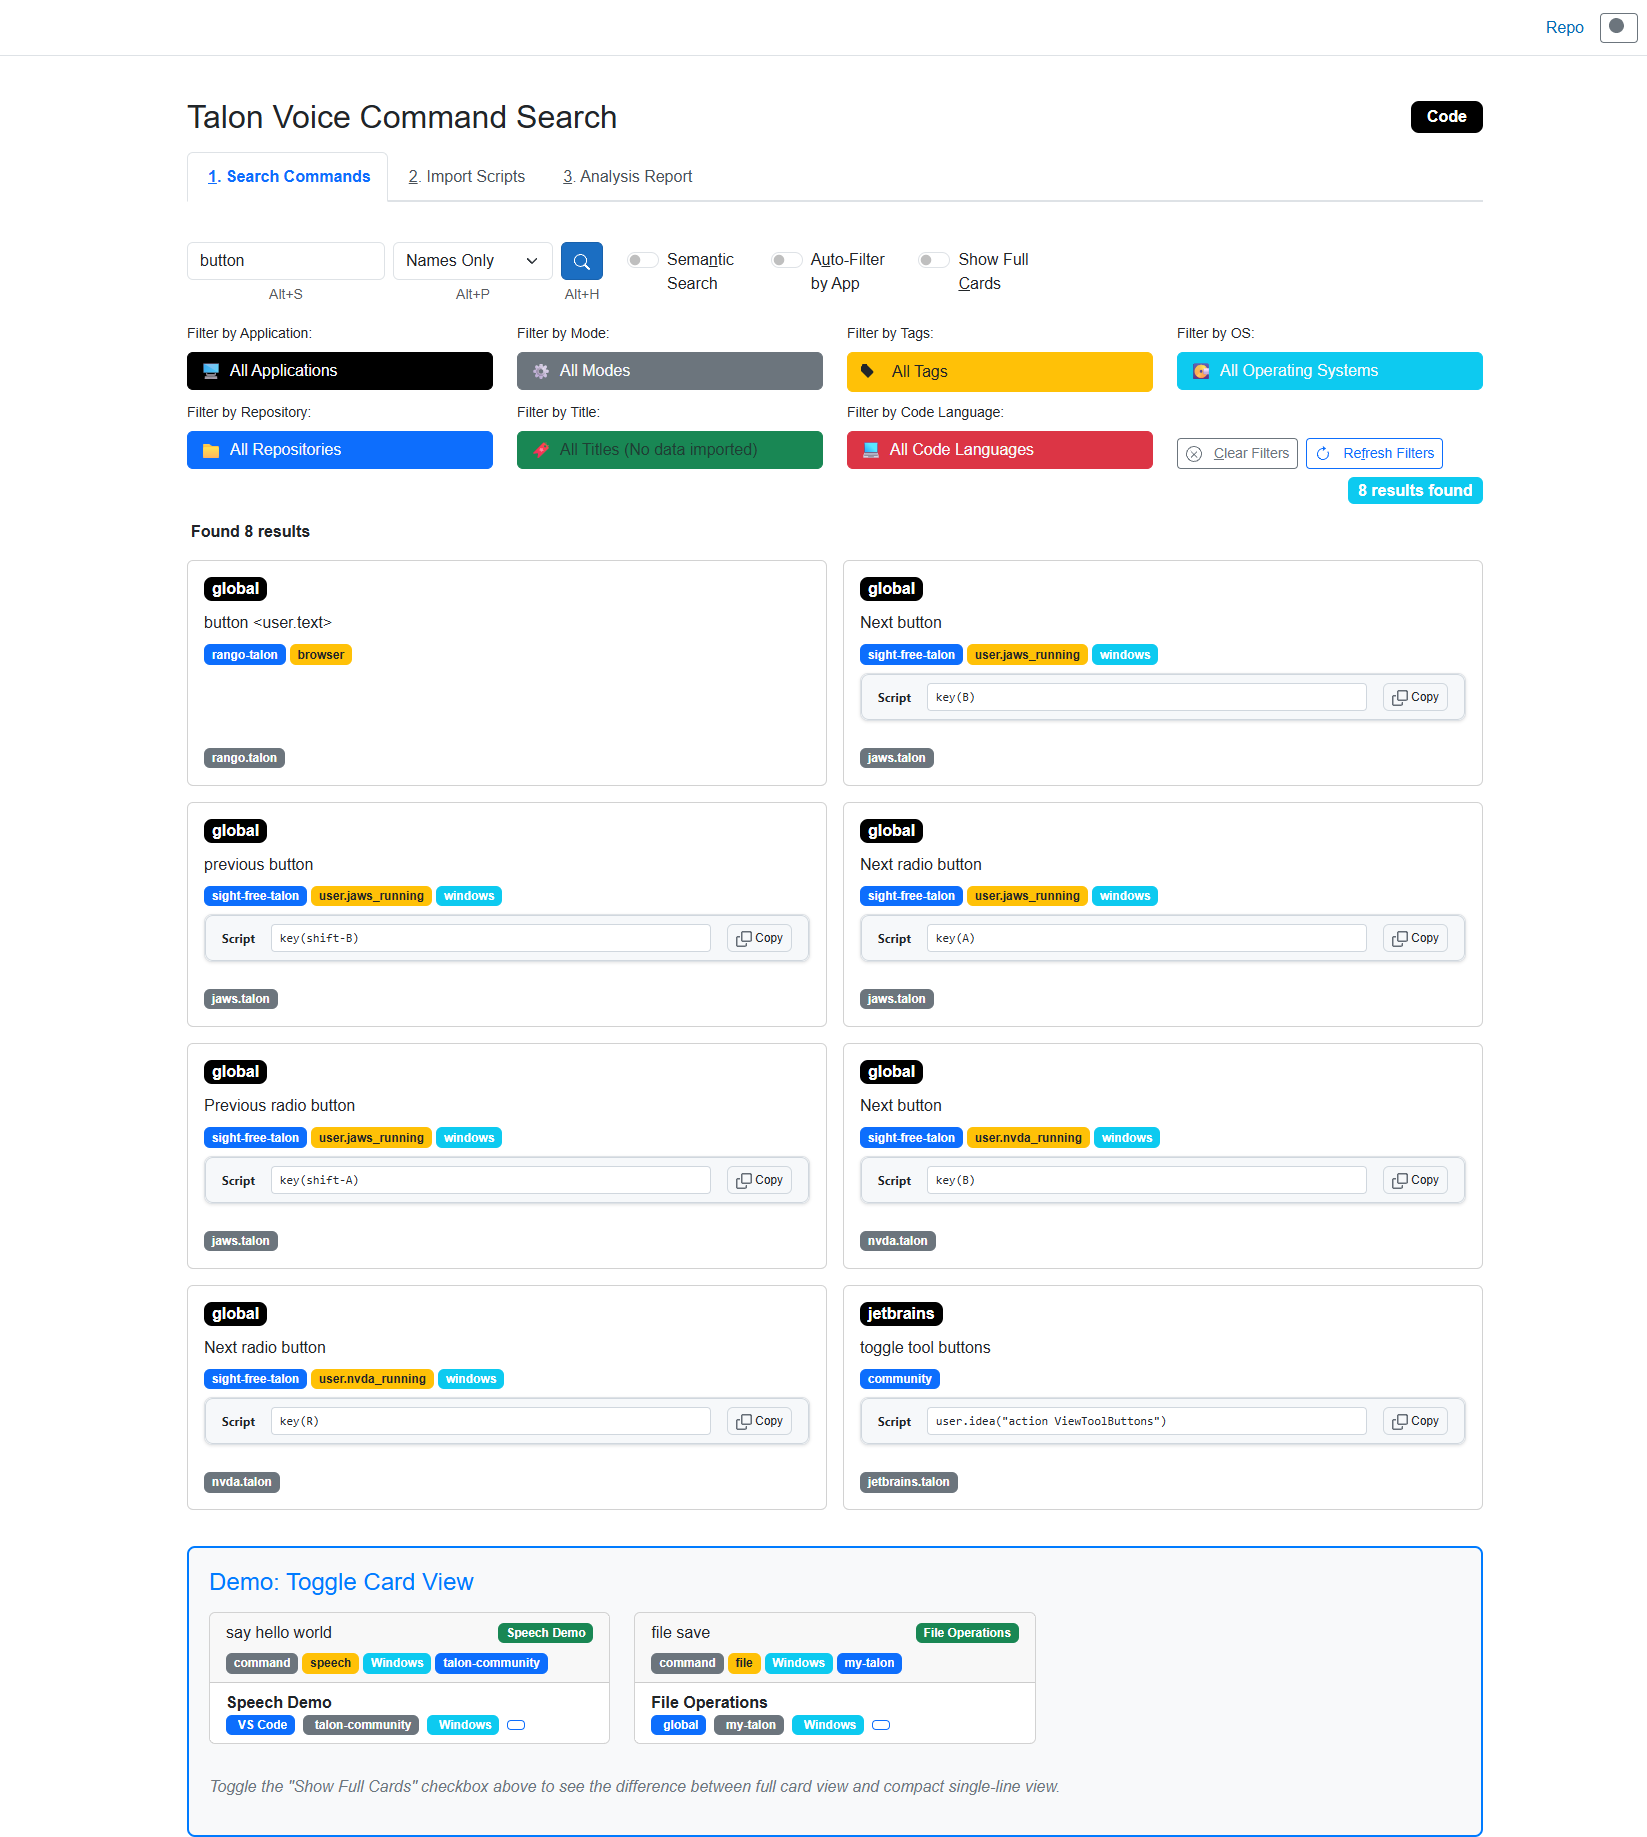 Repo
Talon Voice Command Search
Code
1. Search Commands
2. Import Scripts
3. Analysis Report
button
Names Only
Semantic
Search
Auto-Filter
by App
Show Full
Cards
Alt+S
Alt+P
Alt+H
Filter by Application:
Filter by Mode:
Filter by Tags:
Filter by OS:
All Applications
All Modes
All Tags
All Operating Systems
Filter by Repository:
Filter by Title:
Filter by Code Language:
All Repositories
All Titles (No data imported)
All Code Languages
Clear Filters
Refresh Filters
8 results found
Found 8 results
global
button <user.text>
rango-talon browser
rango.talon
global
Next button
sight-free-talon user.jaws_running windows
Script key(B) Copy
jaws.talon
global
previous button
sight-free-talon user.jaws_running windows
Script key(shift-B) Copy
jaws.talon
global
Next radio button
sight-free-talon user.jaws_running windows
Script key(A) Copy
jaws.talon
global
Previous radio button
sight-free-talon user.jaws_running windows
Script key(shift-A) Copy
jaws.talon
global
Next button
sight-free-talon user.nvda_running windows
Script key(B) Copy
nvda.talon
global
Next radio button
sight-free-talon user.nvda_running windows
Script key(R) Copy
nvda.talon
jetbrains
toggle tool buttons
community
Script user.idea("action ViewToolButtons") Copy
jetbrains.talon
Demo: Toggle Card View
say hello world Speech Demo
command speech Windows talon-community
Speech Demo
VS Code talon-community Windows
file save File Operations
command file Windows my-talon
File Operations
global my-talon Windows
Toggle the "Show Full Cards" checkbox above to see the difference between full card view and compact single-line view.